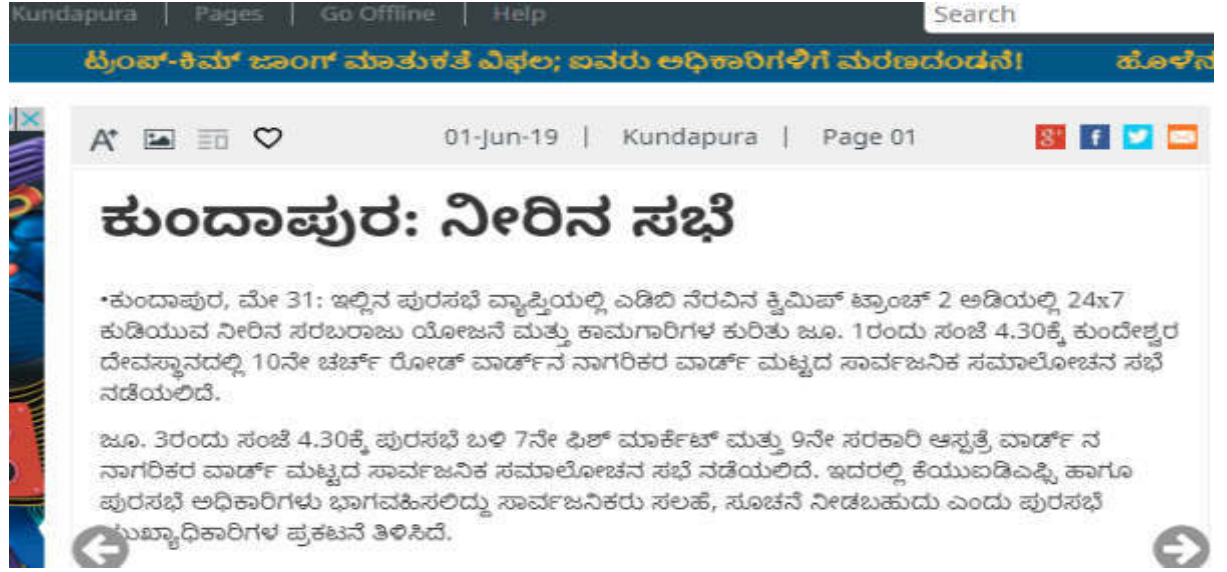 Kundapura | Pages | Go Offline | Help Search
ಟ್ರಂಪ್-ಕಿಮ್ ಜಾಂಗ್ ಮಾತುಕತೆ ವಿಫಲ; ಐವರು ಅಧಿಕಾರಿಗಳಿಗೆ ಮರಣದಂಡನೆ! ಹೊಳೆನ
01-Jun-19 | Kundapura | Page 01
ಕುಂದಾಪುರ: ನೀರಿನ ಸಭೆ
•ಕುಂದಾಪುರ, ಮೇ 31: ಇಲ್ಲಿನ ಪುರಸಭೆ ವ್ಯಾಪ್ತಿಯಲ್ಲಿ ಎಡಿಬಿ ನೆರವಿನ ಕ್ವಿಮಿಪ್ ಟ್ರಾಂಚ್ 2 ಅಡಿಯಲ್ಲಿ 24x7
ಕುಡಿಯುವ ನೀರಿನ ಸರಬರಾಜು ಯೋಜನೆ ಮತ್ತು ಕಾಮಗಾರಿಗಳ ಕುರಿತು ಜೂ. 1ರಂದು ಸಂಜೆ 4.30ಕ್ಕೆ ಕುಂದೇಶ್ವರ
ದೇವಸ್ಥಾನದಲ್ಲಿ 10ನೇ ಚರ್ಚ್ ರೋಡ್ ವಾರ್ಡ್‌ನ ನಾಗರಿಕರ ವಾರ್ಡ್ ಮಟ್ಟದ ಸಾರ್ವಜನಿಕ ಸಮಾಲೋಚನ ಸಭೆ
ನಡೆಯಲಿದೆ.
ಜೂ. 3ರಂದು ಸಂಜೆ 4.30ಕ್ಕೆ ಪುರಸಭೆ ಬಳಿ 7ನೇ ಫಿಶ್ ಮಾರ್ಕೆಟ್ ಮತ್ತು 9ನೇ ಸರಕಾರಿ ಆಸ್ಪತ್ರೆ ವಾರ್ಡ್ ನ
ನಾಗರಿಕರ ವಾರ್ಡ್ ಮಟ್ಟದ ಸಾರ್ವಜನಿಕ ಸಮಾಲೋಚನ ಸಭೆ ನಡೆಯಲಿದೆ. ಇದರಲ್ಲಿ ಕೆಯುಐಡಿಎಫ್ಸಿ ಹಾಗೂ
ಪುರಸಭೆ ಅಧಿಕಾರಿಗಳು ಭಾಗವಹಿಸಲಿದ್ದು ಸಾರ್ವಜನಿಕರು ಸಲಹೆ, ಸೂಚನೆ ನೀಡಬಹುದು ಎಂದು ಪುರಸಭೆ
ಮುಖ್ಯಾಧಿಕಾರಿಗಳ ಪ್ರಕಟನೆ ತಿಳಿಸಿದೆ.